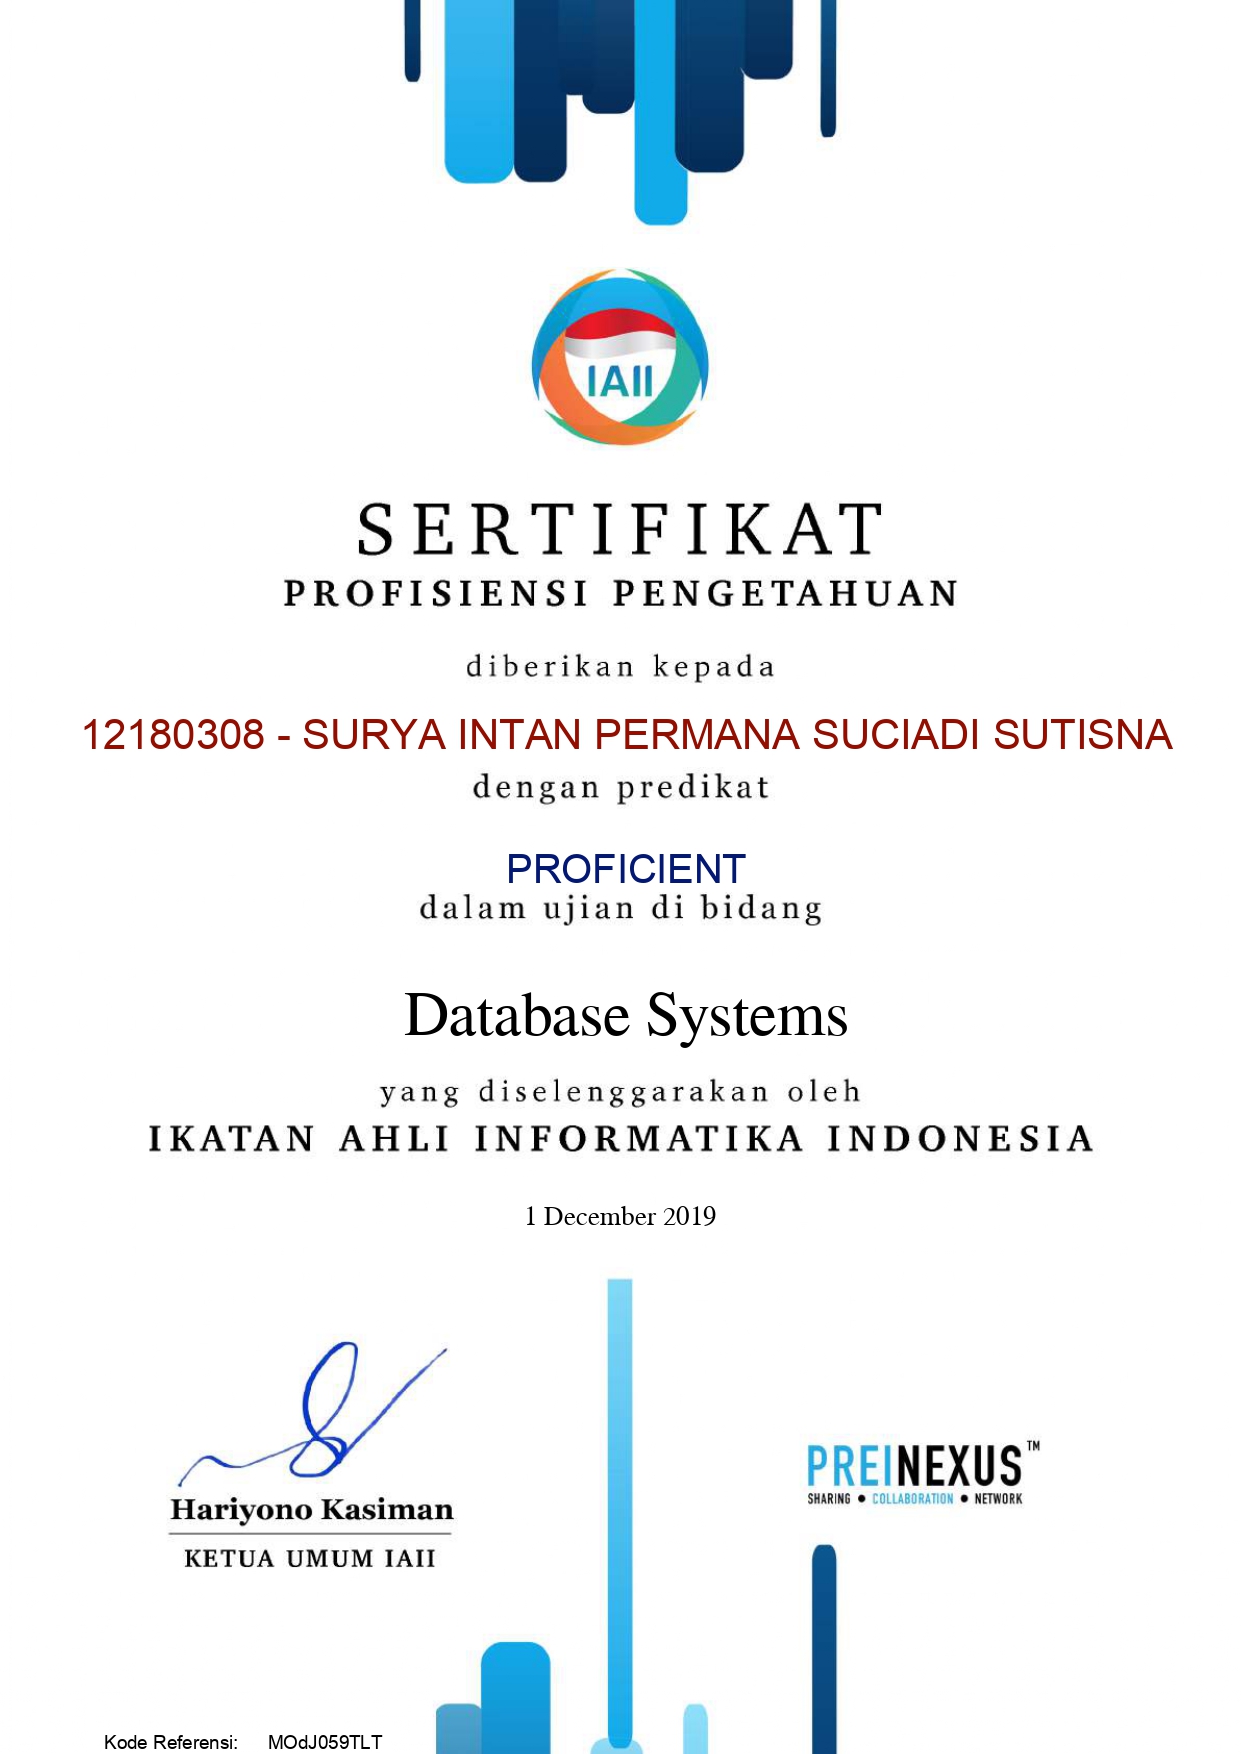 IAII
SERTIFIKAT
PROFISIENSI PENGETAHUAN
diberikan kepada
12180308 - SURYA INTAN PERMANA SUCIADI SUTISNA
dengan predikat
PROFICIENT
dalam ujian di bidang
Database Systems
yang diselenggarakan oleh
IKATAN AHLI INFORMATIKA INDONESIA
1 December 2019
Hariyono Kasiman
KETUA UMUM IAII
PREINEXUS™
SHARING ● COLLABORATION ● NETWORK
Kode Referensi: MOdJ059TLT